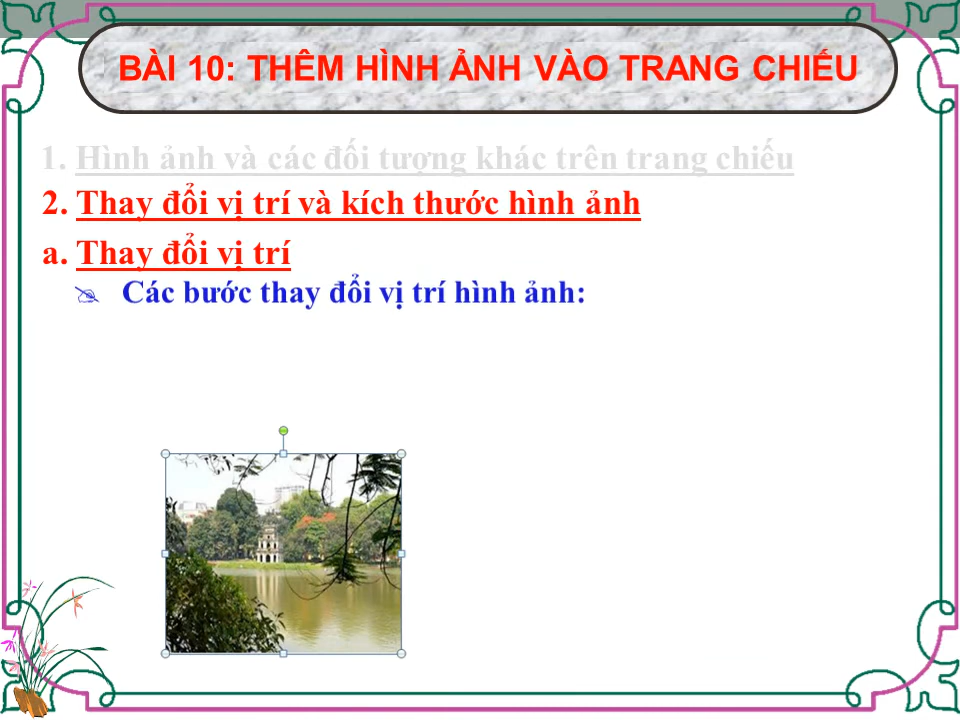 BÀI 10: THÊM HÌNH ẢNH VÀO TRANG CHIẾU
1. Hình ảnh và các đối tượng khác trên trang chiếu
2. Thay đổi vị trí và kích thước hình ảnh
a. Thay đổi vị trí
Các bước thay đổi vị trí hình ảnh: